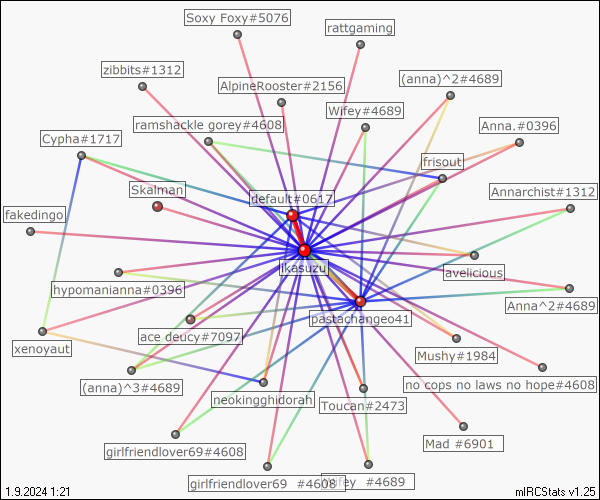 Soxy Foxy#5076
rattgaming
zibbits#1312
AlpineRooster#2156
(anna)^2#4689
ramshackle gorey#4608
Wifey#4689
Anna.#0396
Cypha#1717
frisout
Skalman
default#0617
Annarchist#1312
fakedingo
ikasuzu
avelicious
hypomanianna#0396
pastachangeo41
Anna^2#4689
ace deucy#7097
xenoyaut
Mushy#1984
(anna)^3#4689
neokingghidorah
Toucan#2473
no cops no laws no hope#4608
girlfriendlover69#4608
Mad #6901
girlfriendlover69 #4608
#4689
1.9.2024 1:21
mIRCStats v1.25